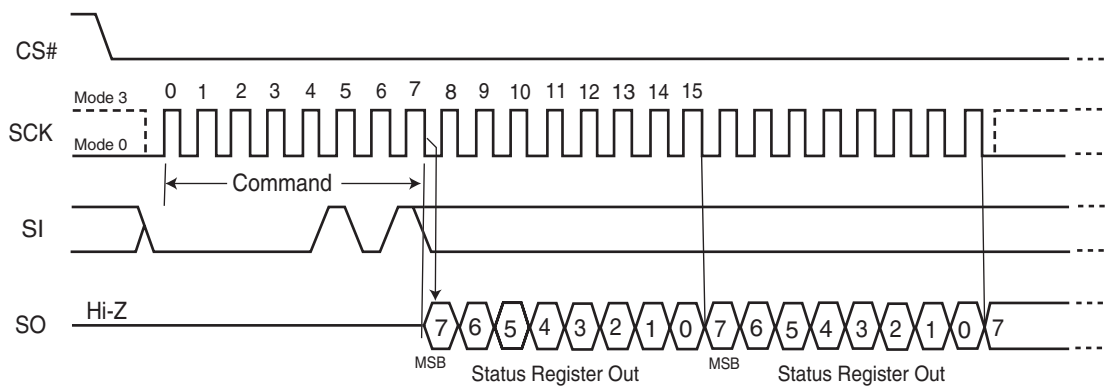 CS#
Mode 3
0 1 2 3 4 5 6 7 8 9 10 11 12 13 14 15
SCK
Mode 0
Command
SI
Hi-Z
SO
7 6 5 4 3 2 1 0 7 6 5 4 3 2 1 0 7
MSB Status Register Out MSB Status Register Out